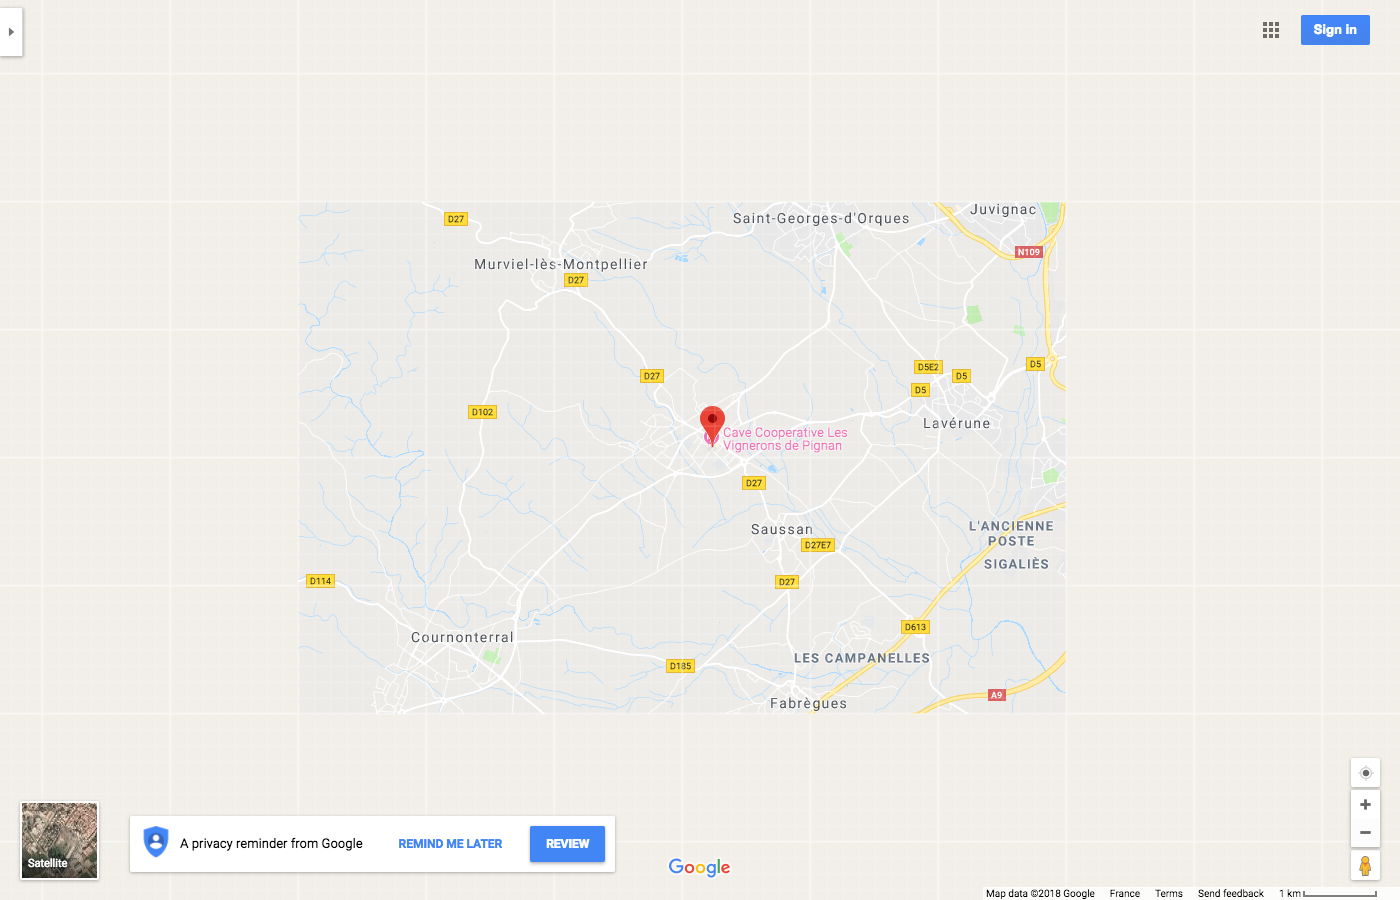 Sign in
Juvignac
Saint-Georges-d'Orques
D27
N109
Murviel-lès-Montpellier
D27
D5E2
D5
D27
D5
D5
D102
Lavérune
Cave Cooperative Les
Vignerons de Pignan
D27
L'ANCIENNE
POSTE
Saussan
D27E7
SIGALIÈS
D114
D27
D613
Cournonterral
LES CAMPANELLES
D185
A9
Fabrègues
Satellite
A privacy reminder from Google
REMIND ME LATER
REVIEW
Google
Map data ©2018 Google
France
Terms
Send feedback
1 km